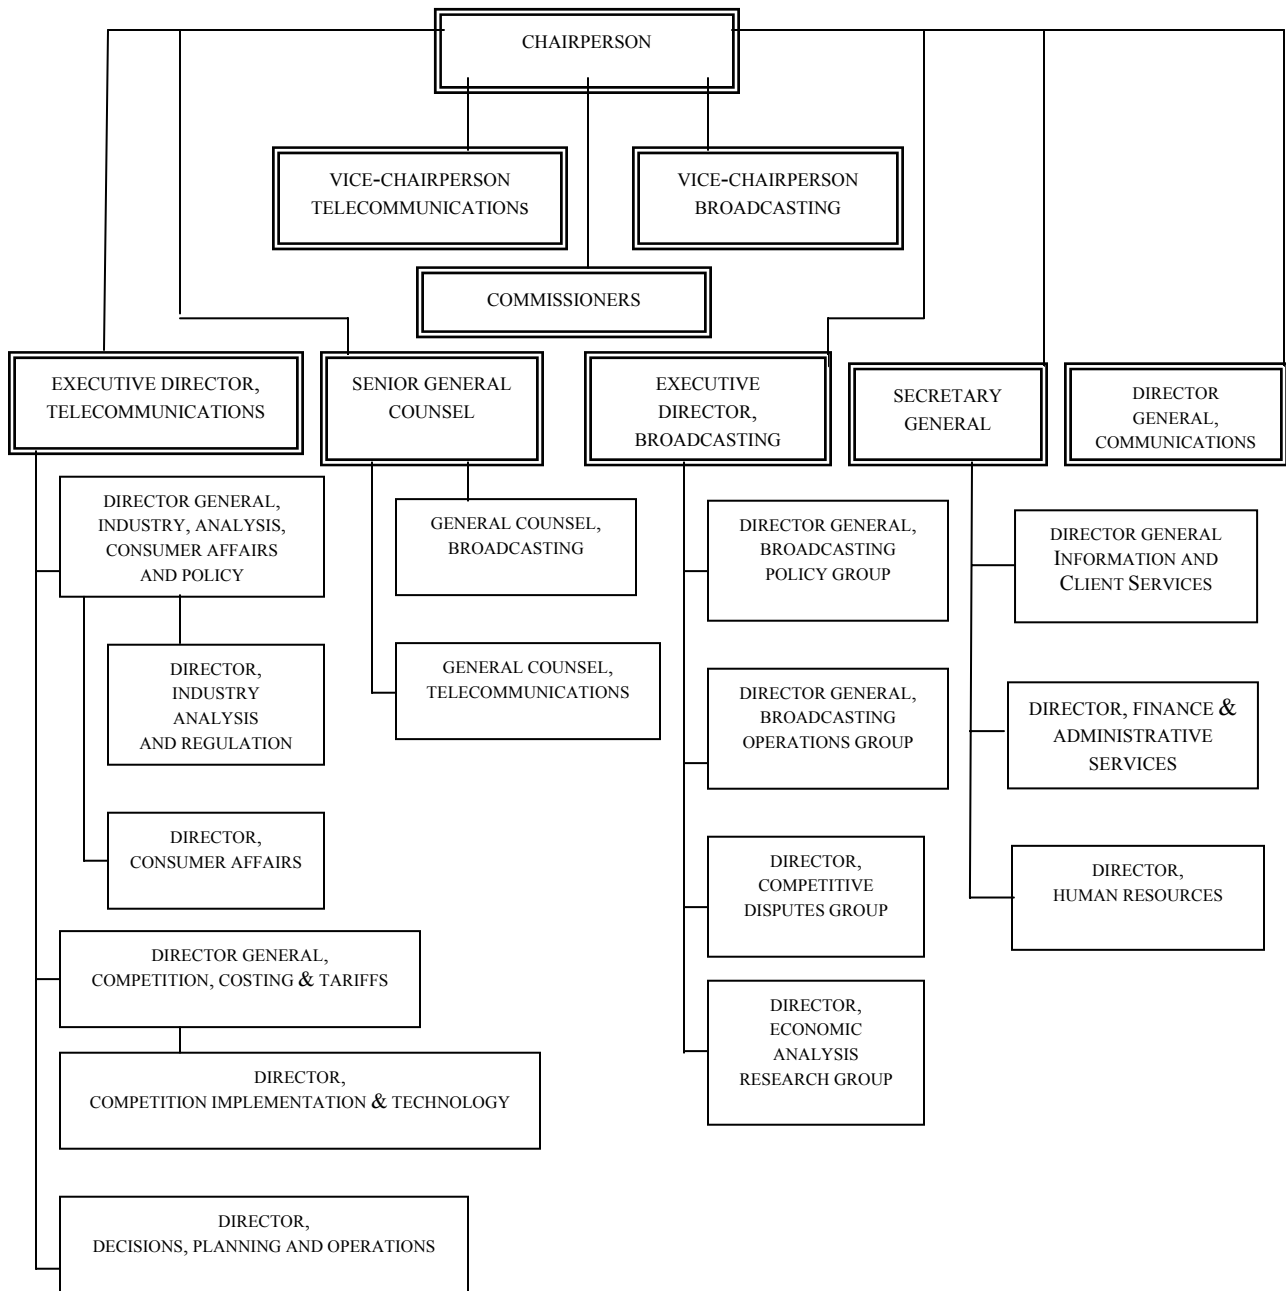 CHAIRPERSON
VICE-CHAIRPERSON
TELECOMMUNICATIONS
VICE-CHAIRPERSON
BROADCASTING
COMMISSIONERS
EXECUTIVE DIRECTOR,
TELECOMMUNICATIONS
SENIOR GENERAL
COUNSEL
EXECUTIVE
DIRECTOR,
BROADCASTING
SECRETARY
GENERAL
DIRECTOR
GENERAL,
COMMUNICATIONS
DIRECTOR GENERAL,
INDUSTRY, ANALYSIS,
CONSUMER AFFAIRS
AND POLICY
DIRECTOR,
INDUSTRY
ANALYSIS
AND REGULATION
DIRECTOR,
CONSUMER AFFAIRS
DIRECTOR GENERAL,
COMPETITION, COSTING & TARIFFS
DIRECTOR,
COMPETITION IMPLEMENTATION & TECHNOLOGY
DIRECTOR,
DECISIONS, PLANNING AND OPERATIONS
GENERAL COUNSEL,
BROADCASTING
GENERAL COUNSEL,
TELECOMMUNICATIONS
DIRECTOR GENERAL,
BROADCASTING
POLICY GROUP
DIRECTOR GENERAL,
BROADCASTING
OPERATIONS GROUP
DIRECTOR,
COMPETITIVE
DISPUTES GROUP
DIRECTOR,
ECONOMIC
ANALYSIS
RESEARCH GROUP
DIRECTOR GENERAL
INFORMATION AND
CLIENT SERVICES
DIRECTOR, FINANCE &
ADMINISTRATIVE
SERVICES
DIRECTOR,
HUMAN RESOURCES